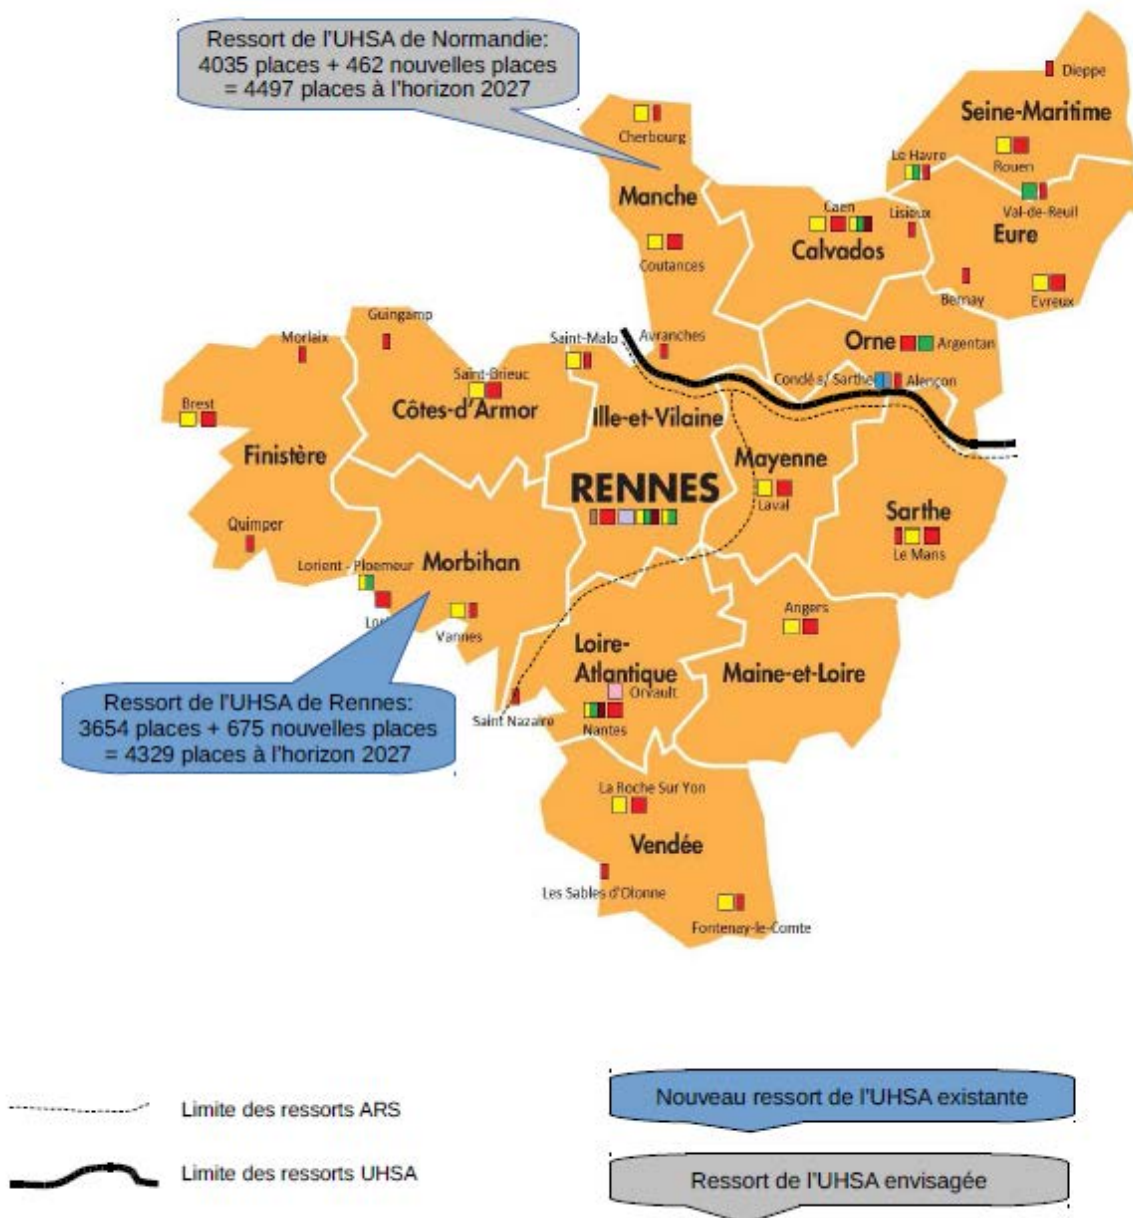 Ressort de l'UHSA de Normandie:
4035 places + 462 nouvelles places
= 4497 places à l'horizon 2027
Dieppe
Seine-Maritime
Cherbourg
Rouen
Le Havre
Manche
Val-de-Reuil
Caen
Lisieux
Eure
Calvados
Coutances
Bernay
Evreux
Guingamp
Morlaix
Saint-Malo
Avranches
Orne
Argentan
Saint-Brieuc
Condé s/ Sarthe
Alençon
Brest
Côtes-d'Armor
Ille-et-Vilaine
Finistère
Mayenne
RENNES
Laval
Sarthe
Quimper
Le Mans
Lorient - Ploemeur
Morbihan
Angers
Vannes
Loire-
Atlantique
Maine-et-Loire
Orvault
Ressort de l'UHSA de Rennes:
3654 places + 675 nouvelles places
= 4329 places à l'horizon 2027
Saint Nazaire
Nantes
La Roche Sur Yon
Vendée
Les Sables d'Olonne
Fontenay-le-Comte
Limite des ressorts ARS
Nouveau ressort de l'UHSA existante
Limite des ressorts UHSA
Ressort de l'UHSA envisagée